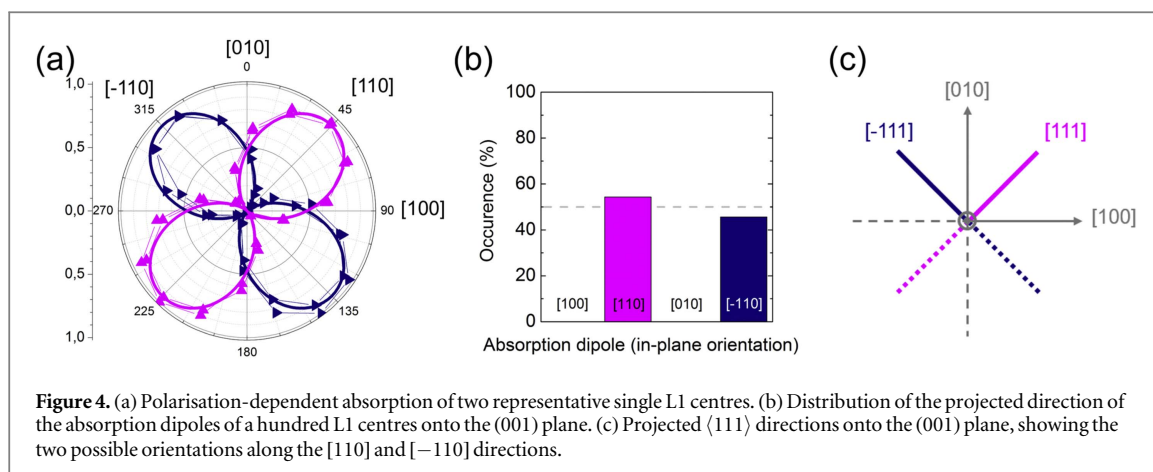 (a)
[010]
0
[-110]
315
[110]
45
1,0
0,5
0,0
0,5
1,0
270
90 [100]
225
135
180
(b)
100
80
60
40
20
0
Occurence (%)
[100] [110] [010] [-110]
Absorption dipole (in-plane orientation)
(c)
[010]
[-111]
[111]
[100]
Figure 4. (a) Polarisation-dependent absorption of two representative single L1 centres. (b) Distribution of the projected direction of
the absorption dipoles of a hundred L1 centres onto the (001) plane. (c) Projected ⟨111⟩ directions onto the (001) plane, showing the
two possible orientations along the [110] and [−110] directions.